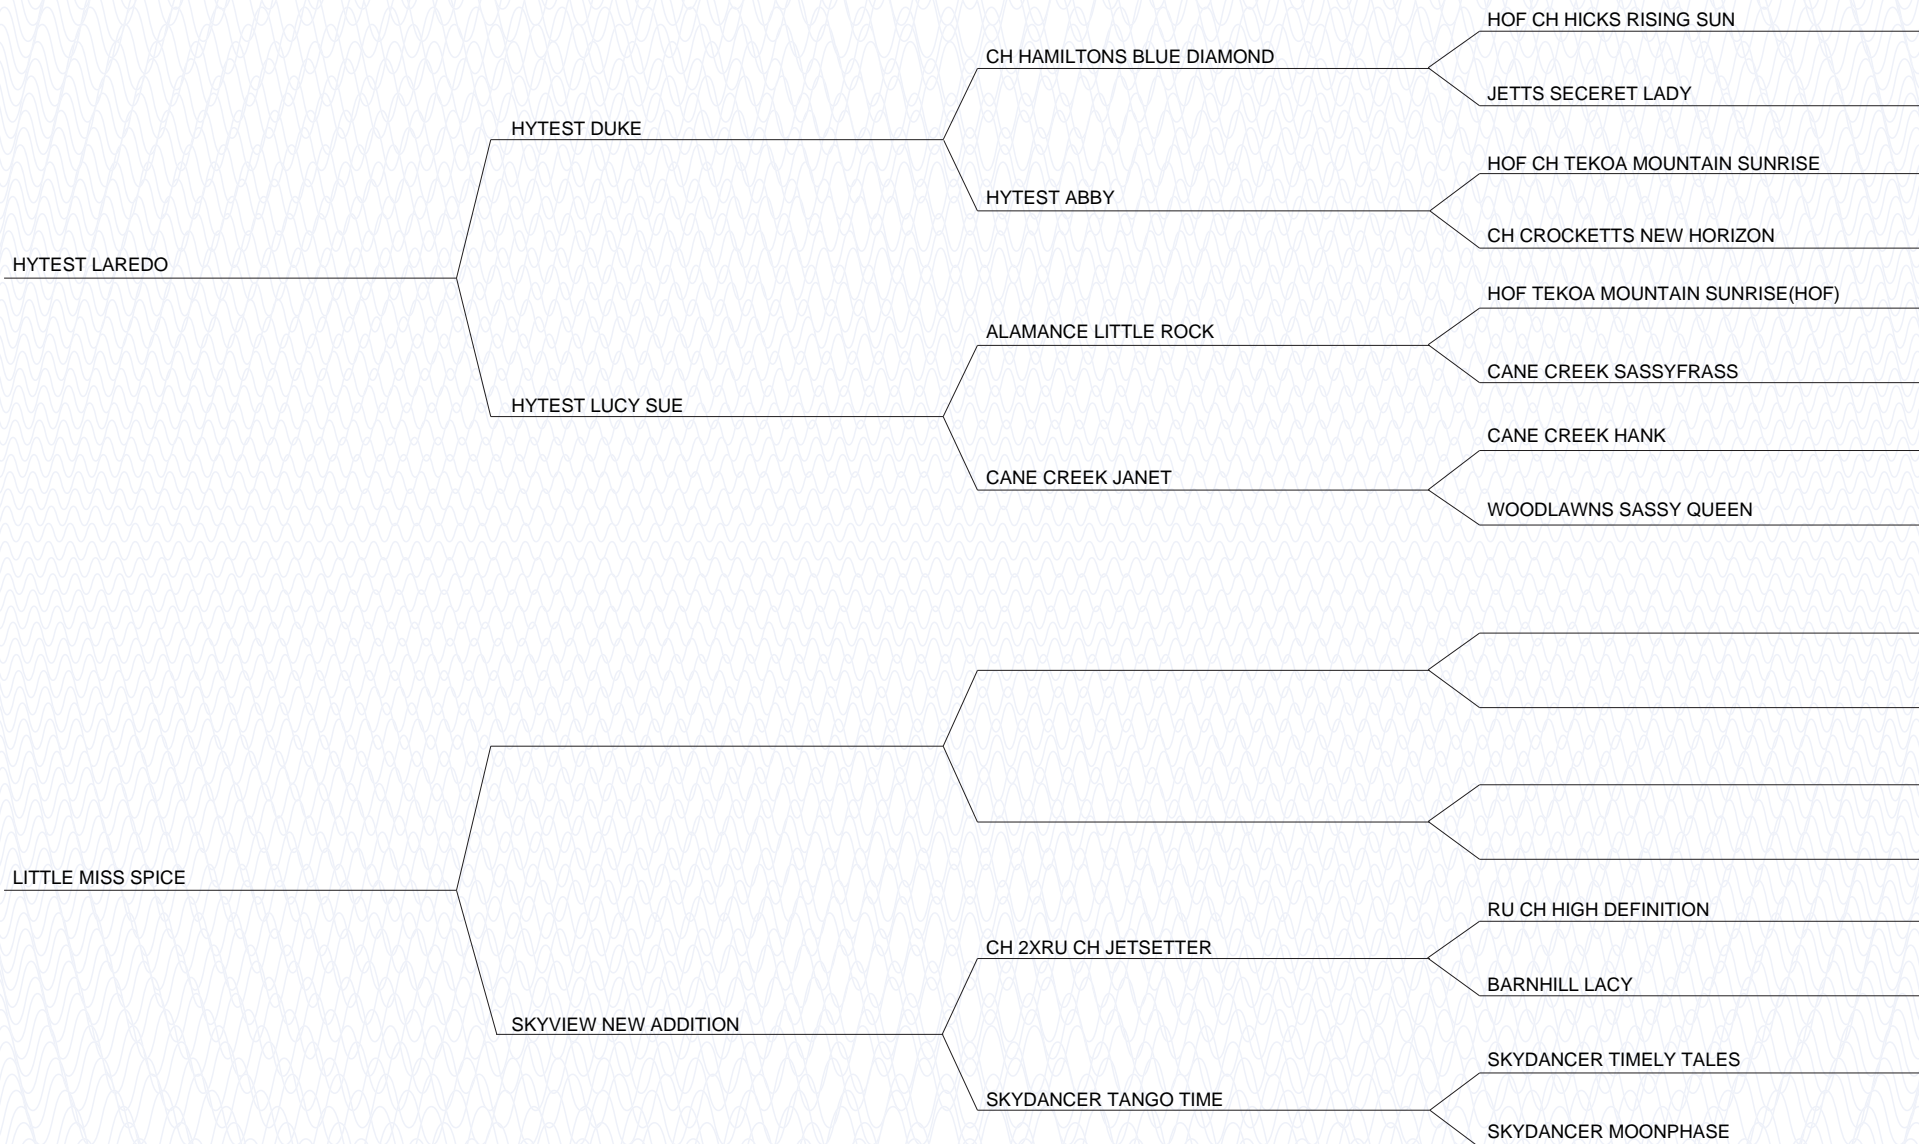 HOF CH HICKS RISING SUN
CH HAMILTONS BLUE DIAMOND
JETTS SECERET LADY
HYTEST DUKE
HOF CH TEKOA MOUNTAIN SUNRISE
HYTEST ABBY
CH CROCKETTS NEW HORIZON
HYTEST LAREDO
HOF TEKOA MOUNTAIN SUNRISE(HOF)
ALAMANCE LITTLE ROCK
CANE CREEK SASSYFRASS
HYTEST LUCY SUE
CANE CREEK HANK
CANE CREEK JANET
WOODLAWNS SASSY QUEEN
LITTLE MISS SPICE
RU CH HIGH DEFINITION
CH 2XRU CH JETSETTER
BARNHILL LACY
SKYVIEW NEW ADDITION
SKYDANCER TIMELY TALES
SKYDANCER TANGO TIME
SKYDANCER MOONPHASE